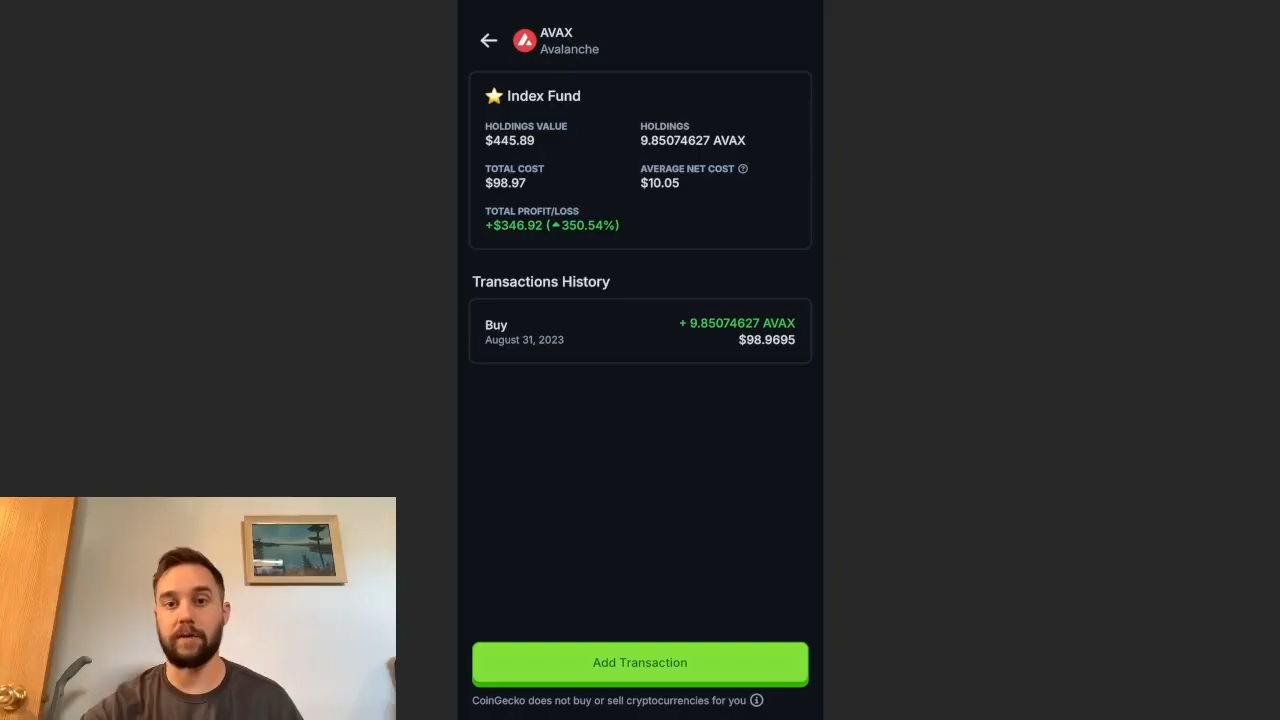 AVAX
Avalanche
Index Fund
HOLDINGS VALUE
HOLDINGS
$445.89
9.85074627 AVAX
TOTAL COST
AVERAGE NET COST
$98.97
$10.05
TOTAL PROFIT/LOSS
+$346.92 (350.54%)
Transactions History
Buy
+ 9.85074627 AVAX
August 31, 2023
$98.9695
Add Transaction
CoinGecko does not buy or sell cryptocurrencies for you